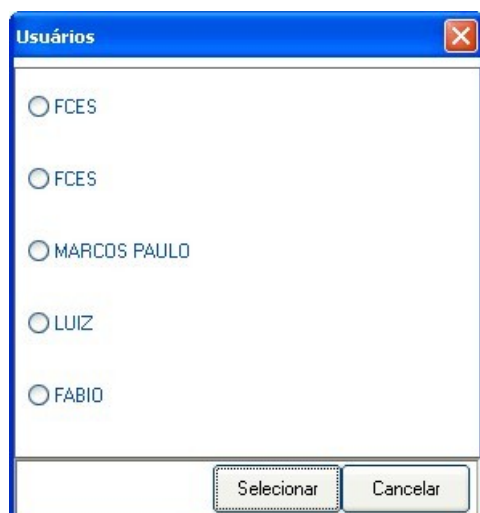 Usuários
FCES
FCES
MARCOS PAULO
LUIZ
FABIO
Selecionar Cancelar